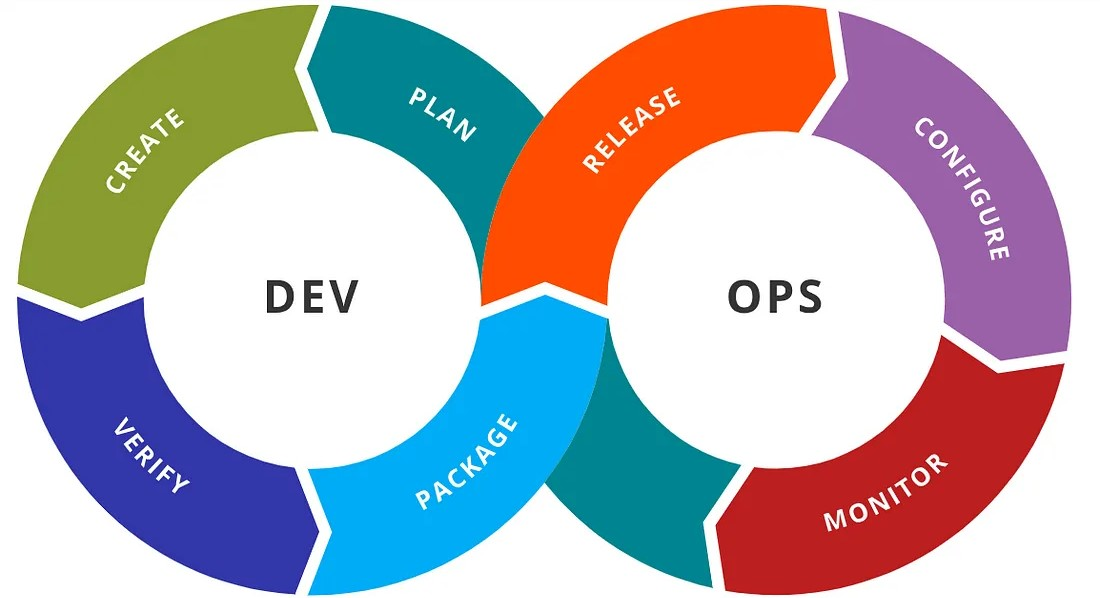 PLAN
CREATE
VERIFY
PACKAGE
RELEASE
CONFIGURE
MONITOR
DEV
OPS